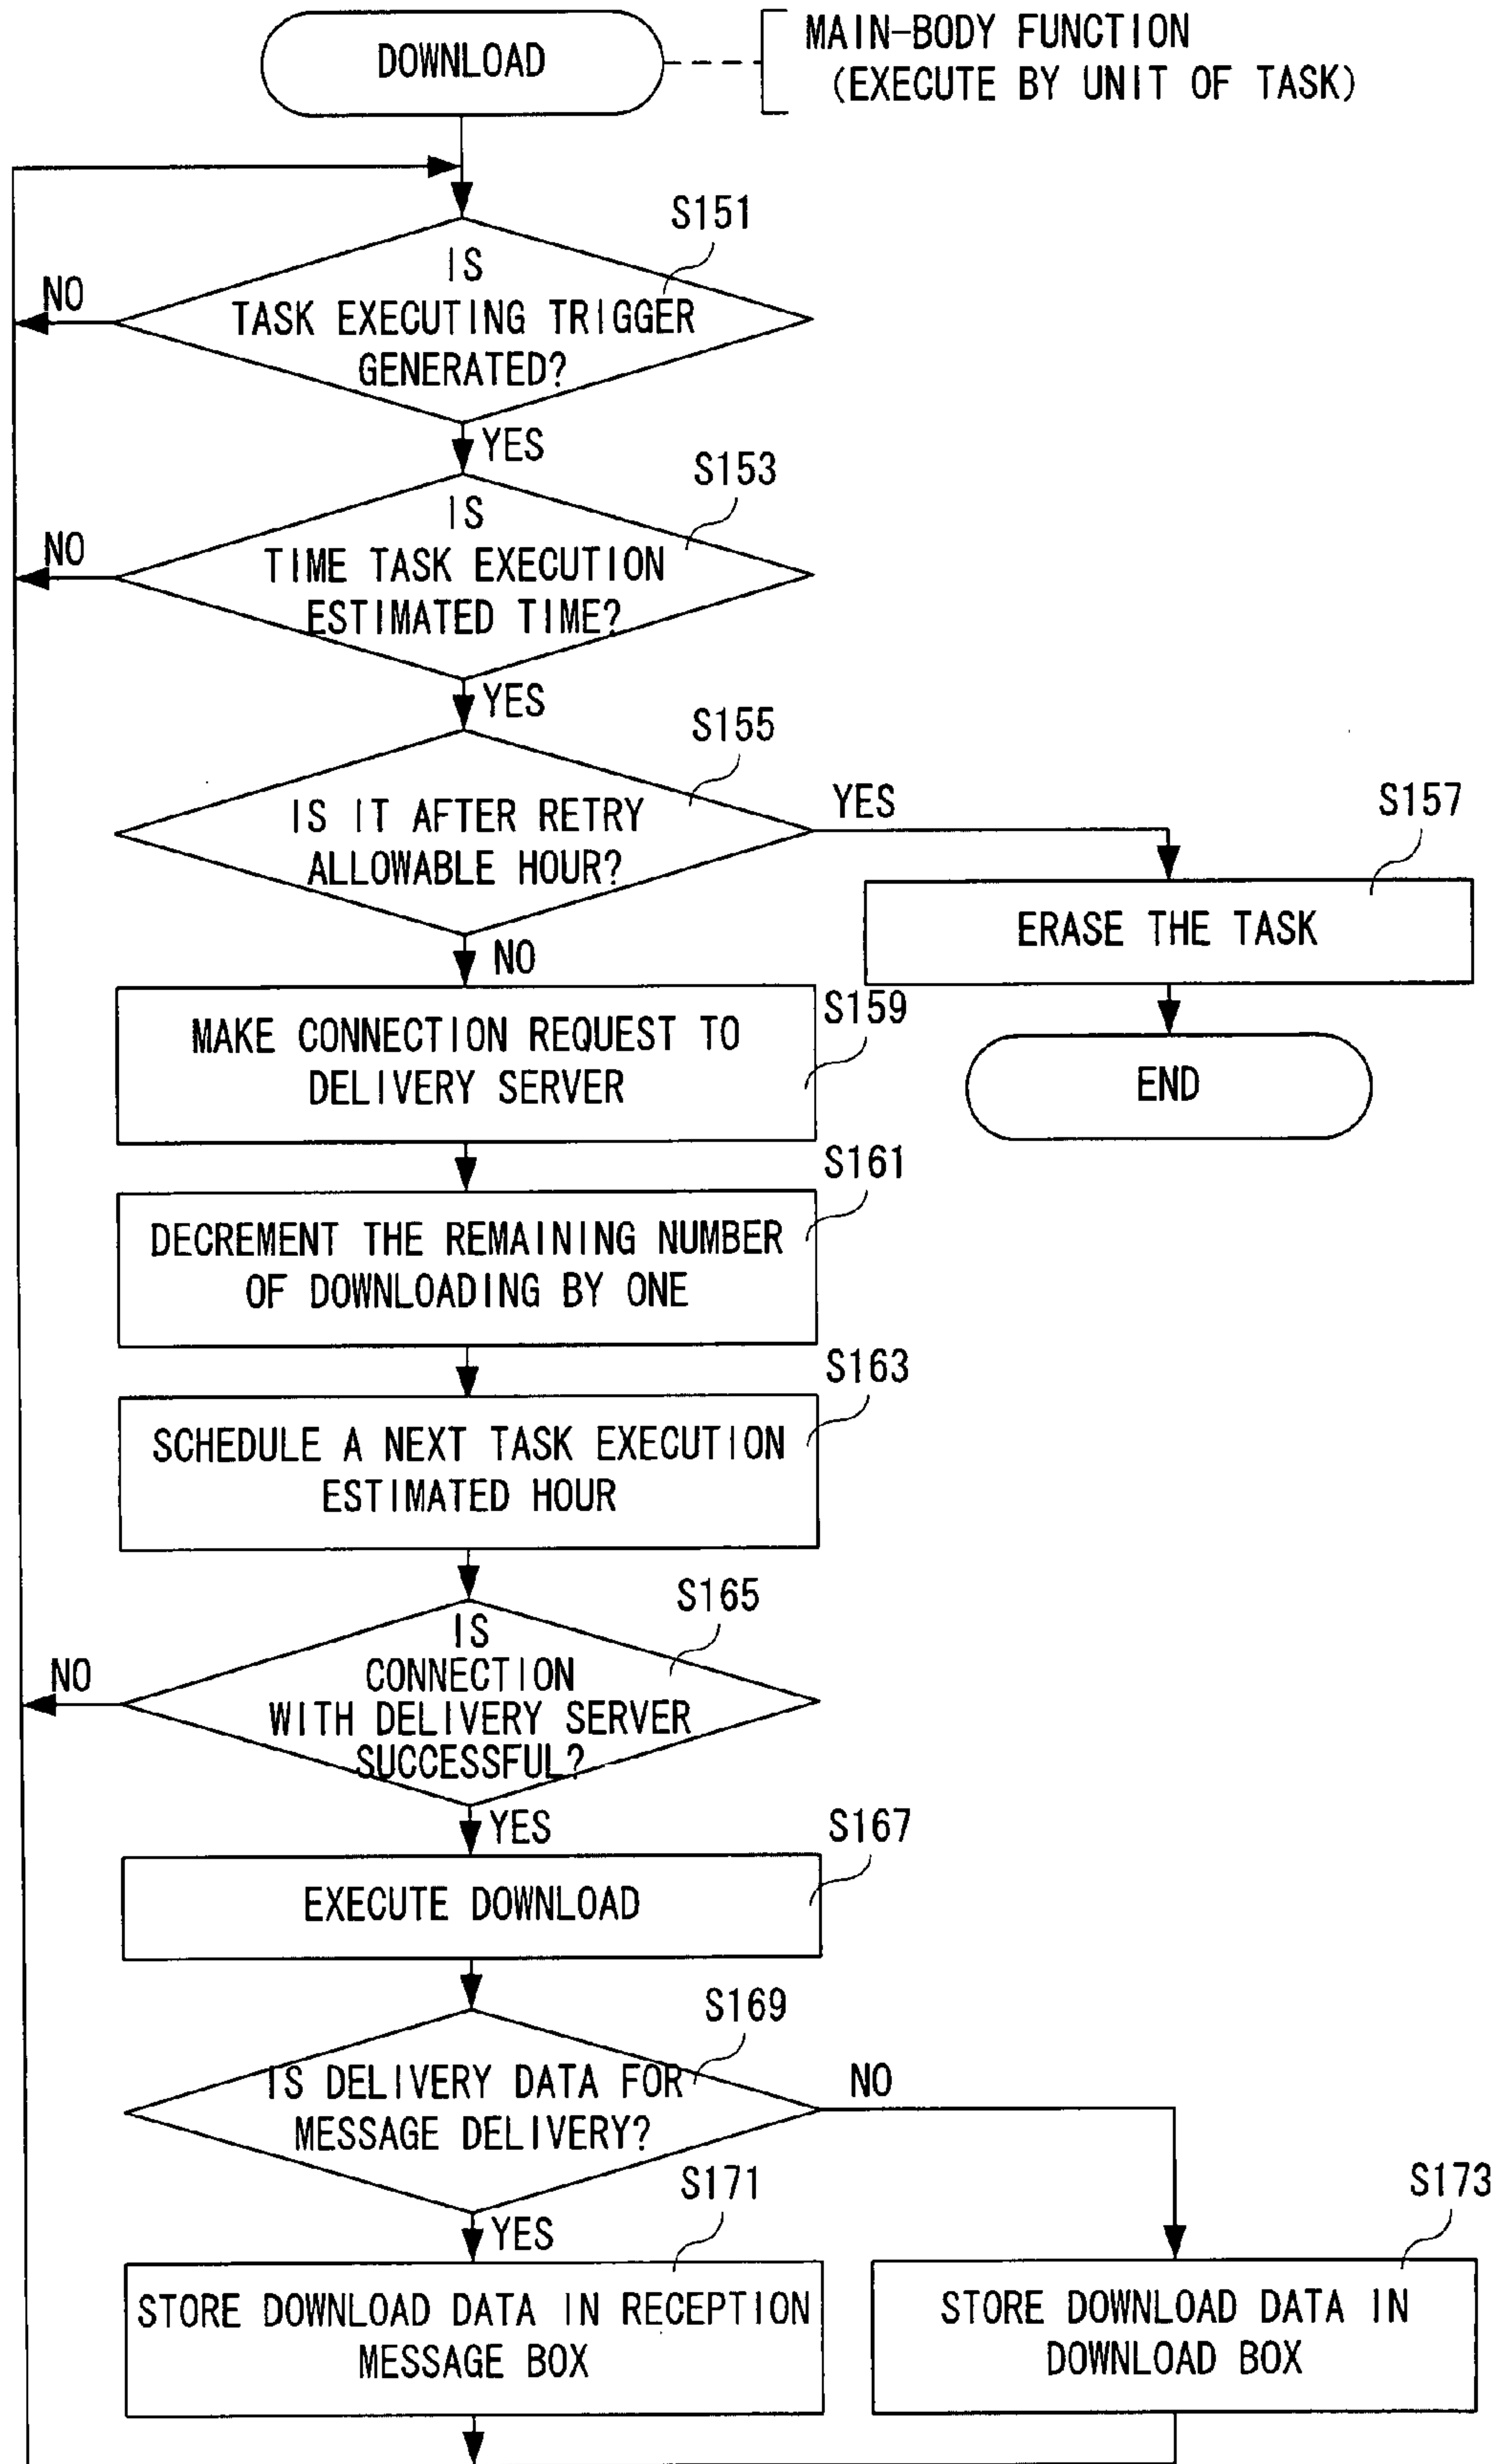 DOWNLOAD
MAIN-BODY FUNCTION
(EXECUTE BY UNIT OF TASK)
S151
IS
TASK EXECUTING TRIGGER
GENERATED?
NO
YES
S153
IS
TIME TASK EXECUTION
ESTIMATED TIME?
NO
YES
S155
IS IT AFTER RETRY
ALLOWABLE HOUR?
YES
S157
ERASE THE TASK
END
NO
S159
MAKE CONNECTION REQUEST TO
DELIVERY SERVER
S161
DECREMENT THE REMAINING NUMBER
OF DOWNLOADING BY ONE
S163
SCHEDULE A NEXT TASK EXECUTION
ESTIMATED HOUR
S165
IS
CONNECTION
WITH DELIVERY SERVER
SUCCESSFUL?
NO
YES
S167
EXECUTE DOWNLOAD
S169
IS DELIVERY DATA FOR
MESSAGE DELIVERY?
NO
YES
S171
STORE DOWNLOAD DATA IN RECEPTION
MESSAGE BOX
S173
STORE DOWNLOAD DATA IN
DOWNLOAD BOX